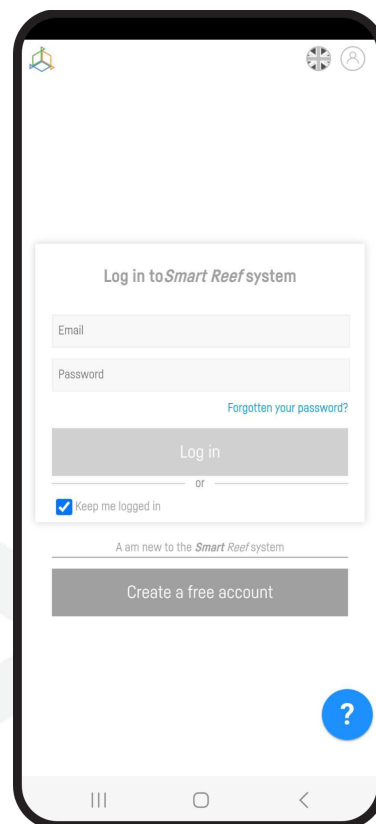 Log in to Smart Reef system
Email
Password
Forgotten your password?
Log in
or
Keep me logged in
A am new to the Smart Reef system
Create a free account
?